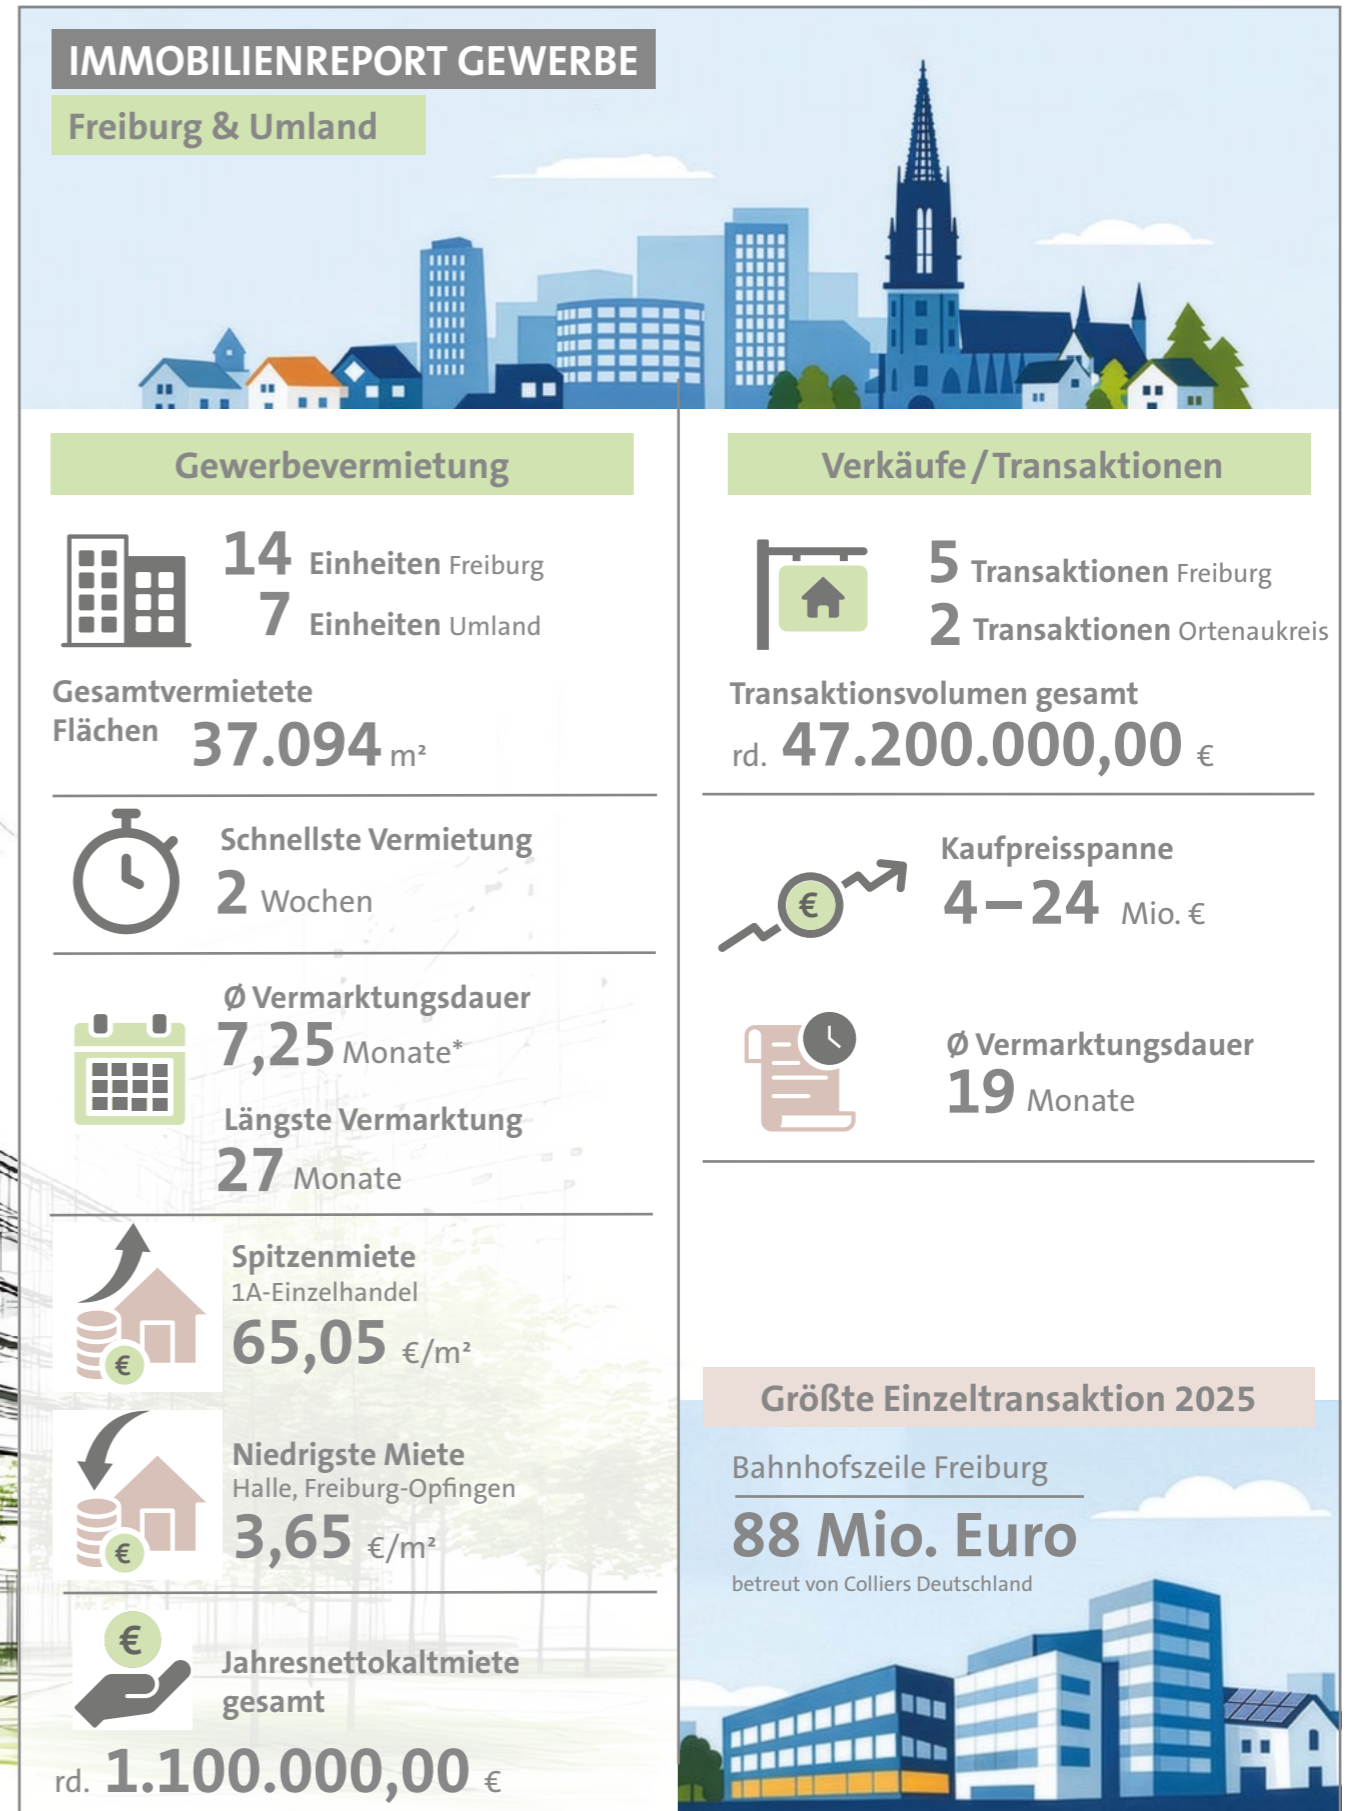 IMMOBILIENREPORT GEWERBE
Freiburg & Umland
Gewerbevermietung
14 Einheiten Freiburg
7 Einheiten Umland
Gesamtvermietete
Flächen 37.094 m²
Schnellste Vermietung
2 Wochen
Ø Vermarktungsdauer
7,25 Monate*
Längste Vermarktung
27 Monate
Spitzenmiete
1A-Einzelhandel
65,05 €/m²
€
Niedrigste Miete
Halle, Freiburg-Opfingen
3,65 €/m²
€
€
Jahresnettokaltmiete
gesamt
rd. 1.100.000,00 €
Verkäufe / Transaktionen
5 Transaktionen Freiburg
2 Transaktionen Ortenaukreis
Transaktionsvolumen gesamt
rd. 47.200.000,00 €
Kaufpreisspanne
€
4 – 24 Mio. €
Ø Vermarktungsdauer
19 Monate
Größte Einzeltransaktion 2025
Bahnhofszeile Freiburg
88 Mio. Euro
betreut von Colliers Deutschland